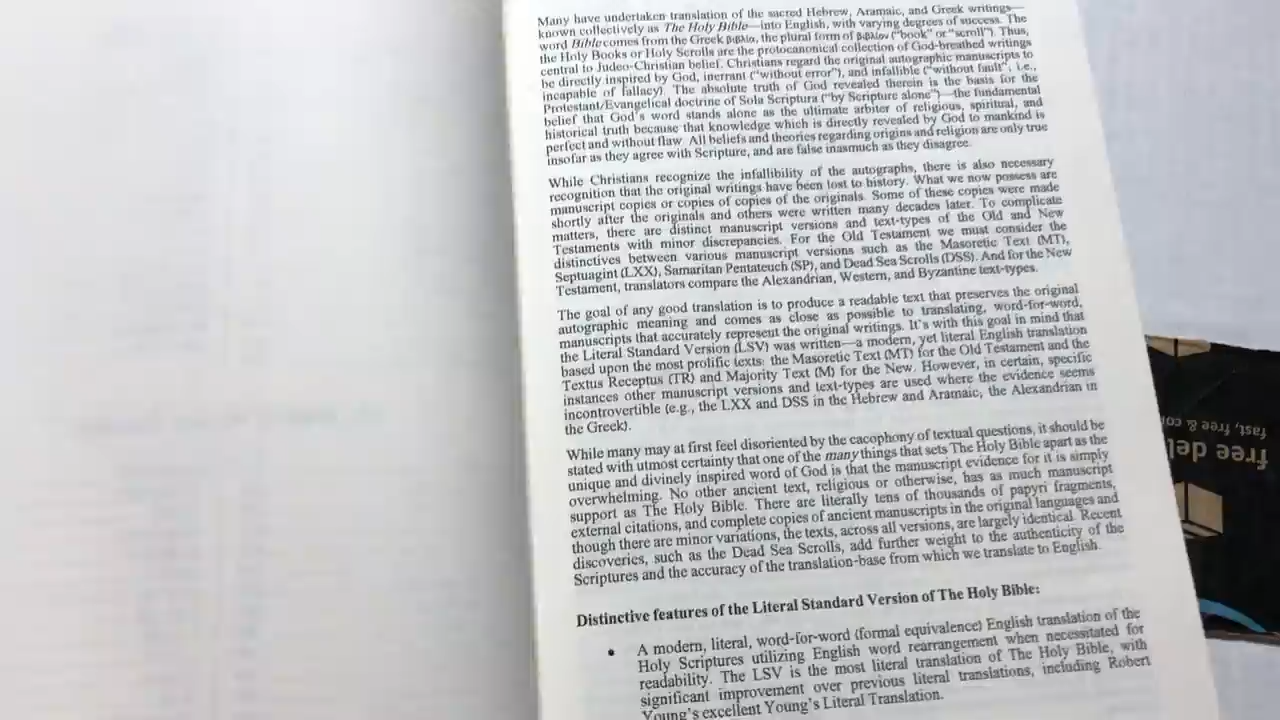 Many have undertaken translation of the sacred Hebrew, Aramaic, and Greek writings—
known collectively as The Holy Bible—into English, with varying degrees of success. The
word Bible comes from the Greek βιβλία, the plural form of βιβλίον ("book" or "scroll"). Thus,
the Holy Books or Holy Scrolls are the protocanonical collection of God-breathed writings
central to Judeo-Christian belief. Christians regard the original autographic manuscripts to
be directly inspired by God, inerrant ("without error"), and infallible ("without fault", i.e.,
incapable of fallacy). The absolute truth of God revealed therein is the basis for the
Protestant/Evangelical doctrine of Sola Scriptura ("by Scripture alone")—the fundamental
belief that God's word stands alone as the ultimate arbiter of religious, spiritual, and
historical truth because that knowledge which is directly revealed by God to mankind is
perfect and without flaw. All beliefs and theories regarding origins and religion are only true
insofar as they agree with Scripture, and are false inasmuch as they disagree.
While Christians recognize the infallibility of the autographs, there is also necessary
recognition that the original writings have been lost to history. What we now possess are
manuscript copies or copies of copies of the originals. Some of these copies were made
shortly after the originals and others were written many decades later. To complicate
matters, there are distinct manuscript versions and text-types of the Old and New
Testaments with minor discrepancies. For the Old Testament we must consider the
distinctives between various manuscript versions such as the Masoretic Text (MT),
Septuagint (LXX), Samaritan Pentateuch (SP), and Dead Sea Scrolls (DSS). And for the New
Testament, translators compare the Alexandrian, Western, and Byzantine text-types.
The goal of any good translation is to produce a readable text that preserves the original
autographic meaning and comes as close as possible to translating, word-for-word,
manuscripts that accurately represent the original writings. It's with this goal in mind that
the Literal Standard Version (LSV) was written—a modern, yet literal English translation
based upon the most prolific texts: the Masoretic Text (MT) for the Old Testament and the
Textus Receptus (TR) and Majority Text (M) for the New. However, in certain, specific
instances other manuscript versions and text-types are used where the evidence seems
incontrovertible (e.g., the LXX and DSS in the Hebrew and Aramaic, the Alexandrian in
the Greek).
While many may at first feel disoriented by the cacophony of textual questions, it should be
stated with utmost certainty that one of the many things that sets The Holy Bible apart as the
unique and divinely inspired word of God is that the manuscript evidence for it is simply
overwhelming. No other ancient text, religious or otherwise, has as much manuscript
support as The Holy Bible. There are literally tens of thousands of papyri fragments,
external citations, and complete copies of ancient manuscripts in the original languages and
though there are minor variations, the texts, across all versions, are largely identical. Recent
discoveries, such as the Dead Sea Scrolls, add further weight to the authenticity of the
Scriptures and the accuracy of the translation-base from which we translate to English.
Distinctive features of the Literal Standard Version of The Holy Bible:
• A modern, literal, word-for-word (formal equivalence) English translation of the
Holy Scriptures utilizing English word rearrangement when necessitated for
readability. The LSV is the most literal translation of The Holy Bible, with
significant improvement over previous literal translations, including Robert
Young's excellent Young's Literal Translation.
fast, free & co
free del